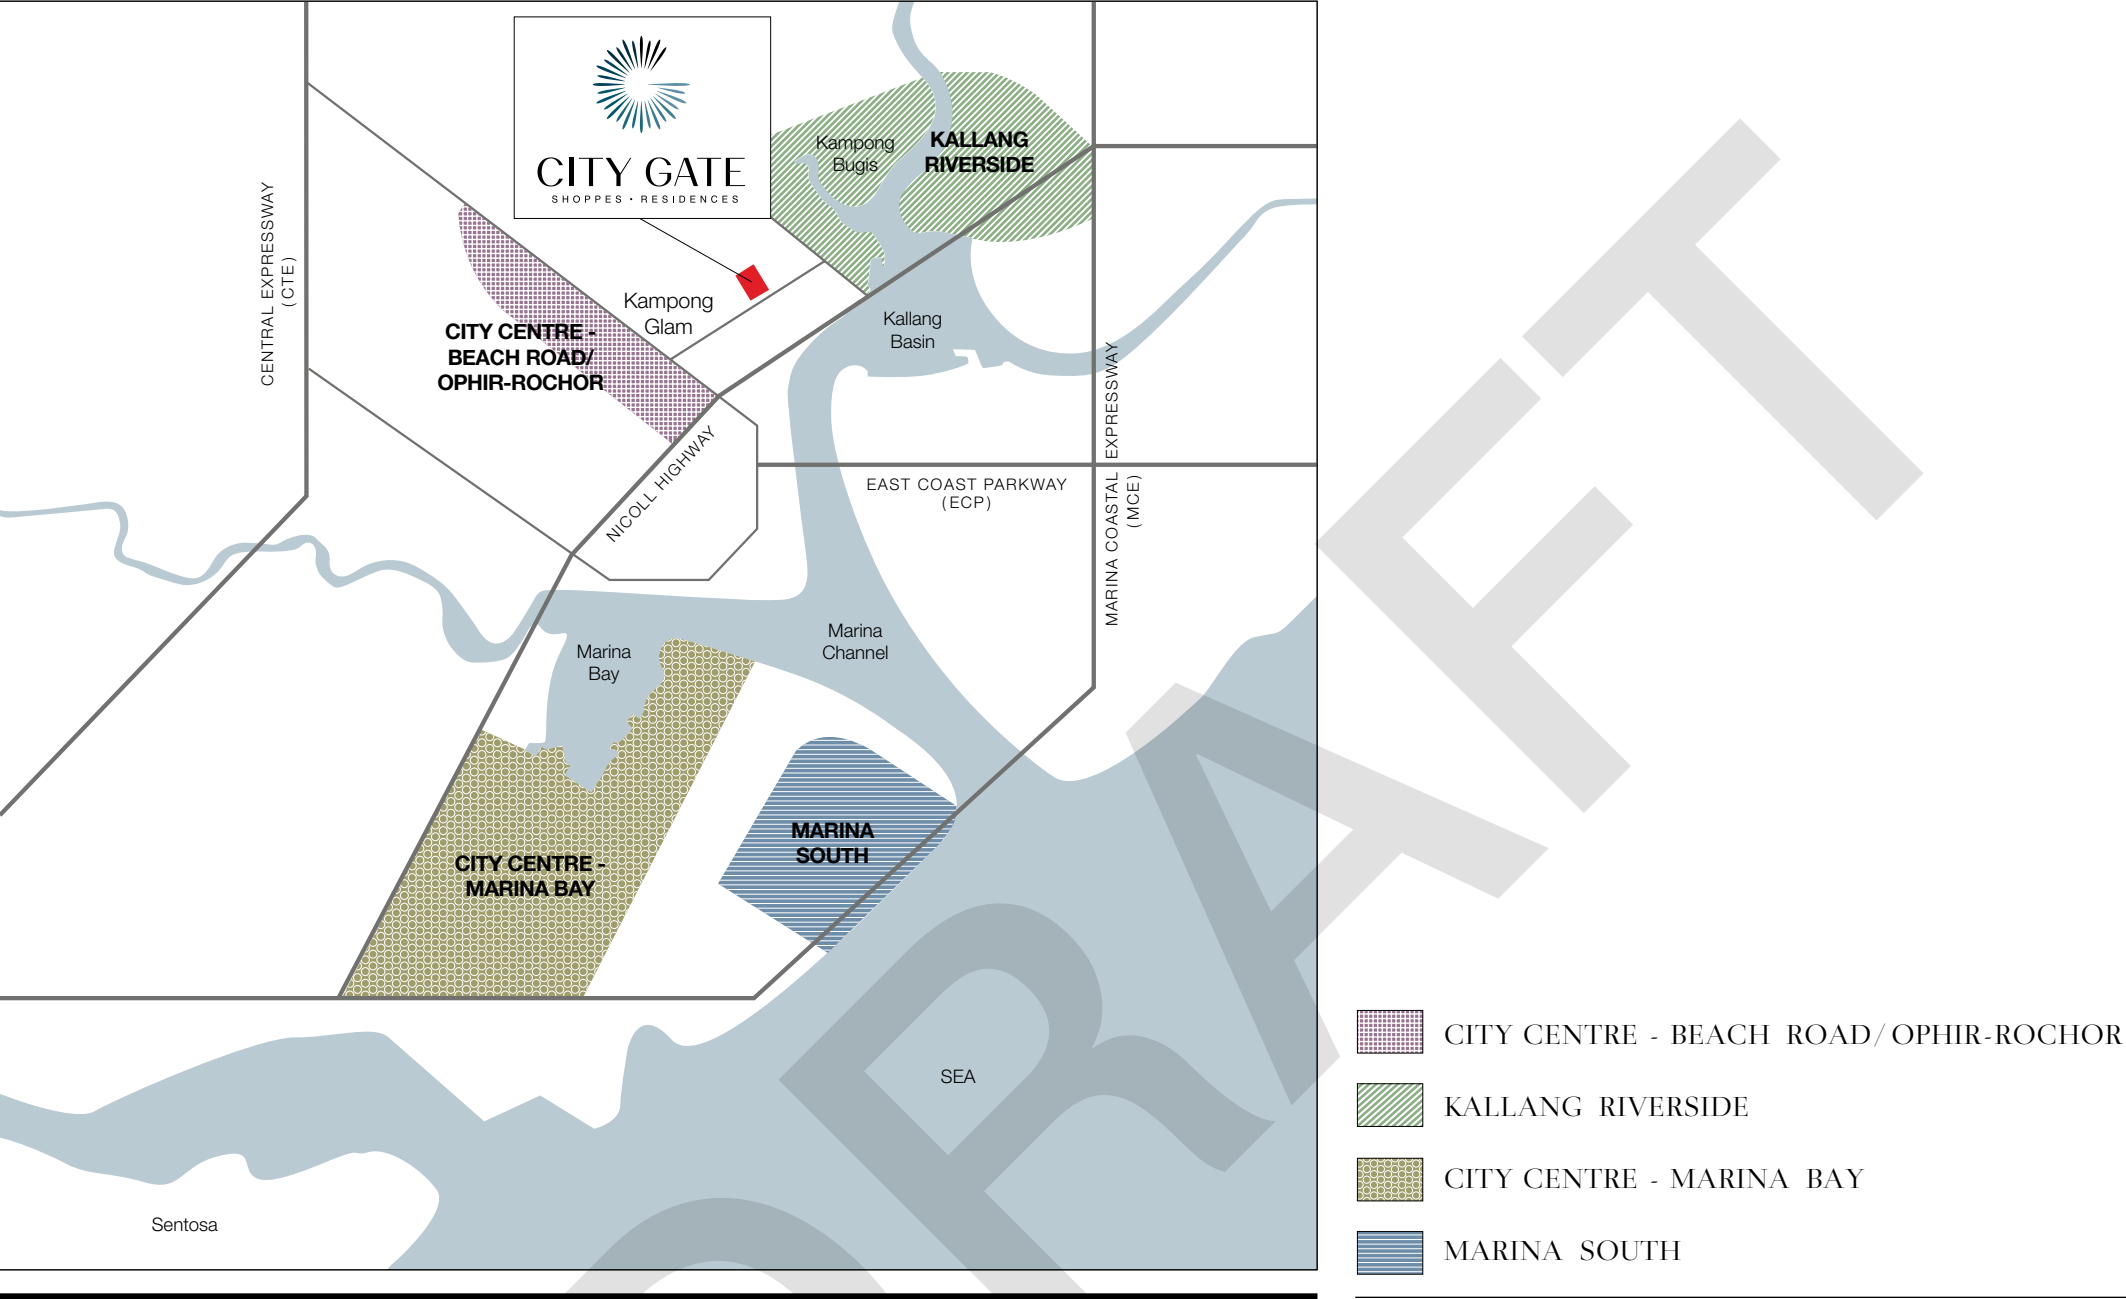 CITY GATE
SHOPPES • RESIDENCES
Kampong
Bugis
KALLANG
RIVERSIDE
CENTRAL EXPRESSWAY
(CTE)
Kampong
Glam
CITY CENTRE -
BEACH ROAD/
OPHIR-ROCHOR
Kallang
Basin
NICOLL HIGHWAY
EAST COAST PARKWAY
(ECP)
MARINA COASTAL EXPRESSWAY
(MCE)
Marina
Bay
Marina
Channel
MARINA
SOUTH
CITY CENTRE -
MARINA BAY
SEA
Sentosa
CITY CENTRE - BEACH ROAD/OPHIR-ROCHOR
KALLANG RIVERSIDE
CITY CENTRE - MARINA BAY
MARINA SOUTH
DRAFT